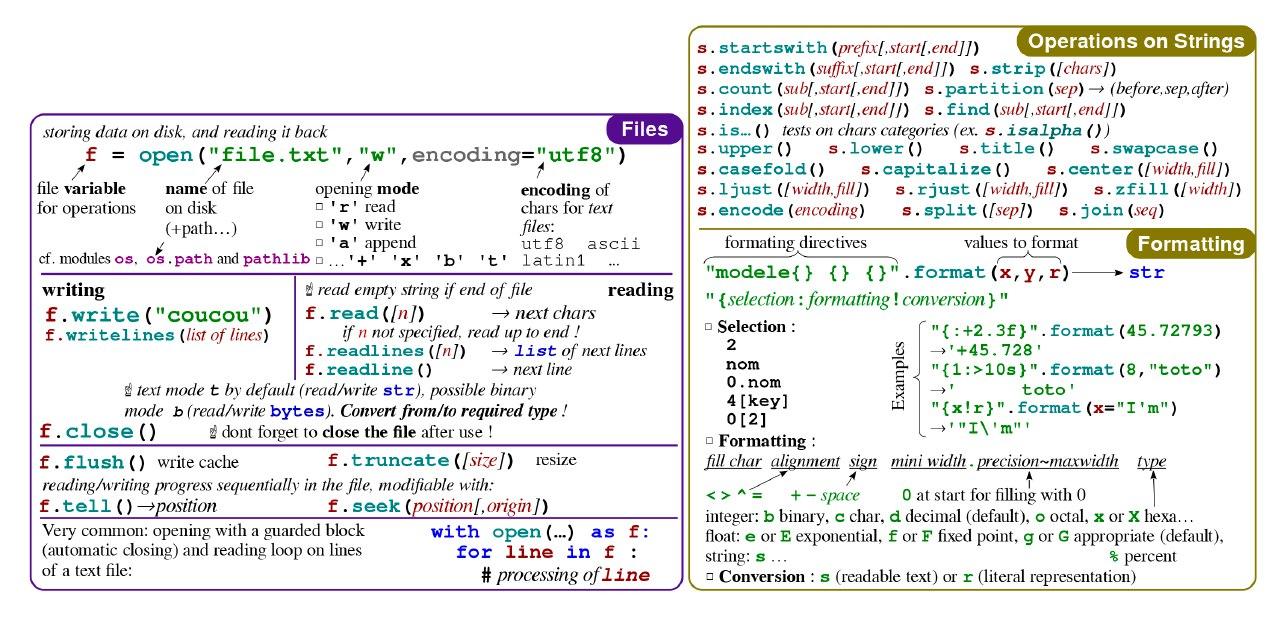 Files
storing data on disk, and reading it back
f = open("file.txt","w",encoding="utf8")
file variable
for operations
name of file
on disk
(+path…)
opening mode
□ 'r' read
□ 'w' write
□ 'a' append
□ …'+' 'x' 'b' 't'
encoding of
chars for text
files:
utf8 ascii
latin1 …
cf. modules os, os.path and pathlib
writing
f.write("coucou")
f.writelines(list of lines)
☝ read empty string if end of file
reading
f.read([n]) → next chars
if n not specified, read up to end !
f.readlines([n]) → list of next lines
f.readline() → next line
☝ text mode t by default (read/write str), possible binary
mode b (read/write bytes). Convert from/to required type !
f.close() ☝ dont forget to close the file after use !
f.flush() write cache f.truncate([size]) resize
reading/writing progress sequentially in the file, modifiable with:
f.tell()→position f.seek(position[,origin])
Very common: opening with a guarded block
(automatic closing) and reading loop on lines
of a text file:
with open(…) as f:
for line in f :
# processing of line
Operations on Strings
s.startswith(prefix[,start[,end]])
s.endswith(suffix[,start[,end]]) s.strip([chars])
s.count(sub[,start[,end]]) s.partition(sep)→ (before,sep,after)
s.index(sub[,start[,end]]) s.find(sub[,start[,end]])
s.is…() tests on chars categories (ex. s.isalpha())
s.upper() s.lower() s.title() s.swapcase()
s.casefold() s.capitalize() s.center([width,fill])
s.ljust([width,fill]) s.rjust([width,fill]) s.zfill([width])
s.encode(encoding) s.split([sep]) s.join(seq)
Formatting
formating directives values to format
"modele{} {} {}".format(x,y,r) → str
"{selection:formatting!conversion}"
□ Selection :
2
nom
0.nom
4[key]
0[2]
Examples
"{:+2.3f}".format(45.72793)
→'+45.728'
"{1:>10s}".format(8,"toto")
→'      toto'
"{x!r}".format(x="I'm")
→'"I\'m"'
□ Formatting :
fill char alignment sign mini width.precision~maxwidth type
< > ^ = + - space 0 at start for filling with 0
integer: b binary, c char, d decimal (default), o octal, x or X hexa…
float: e or E exponential, f or F fixed point, g or G appropriate (default),
string: s … % percent
□ Conversion : s (readable text) or r (literal representation)